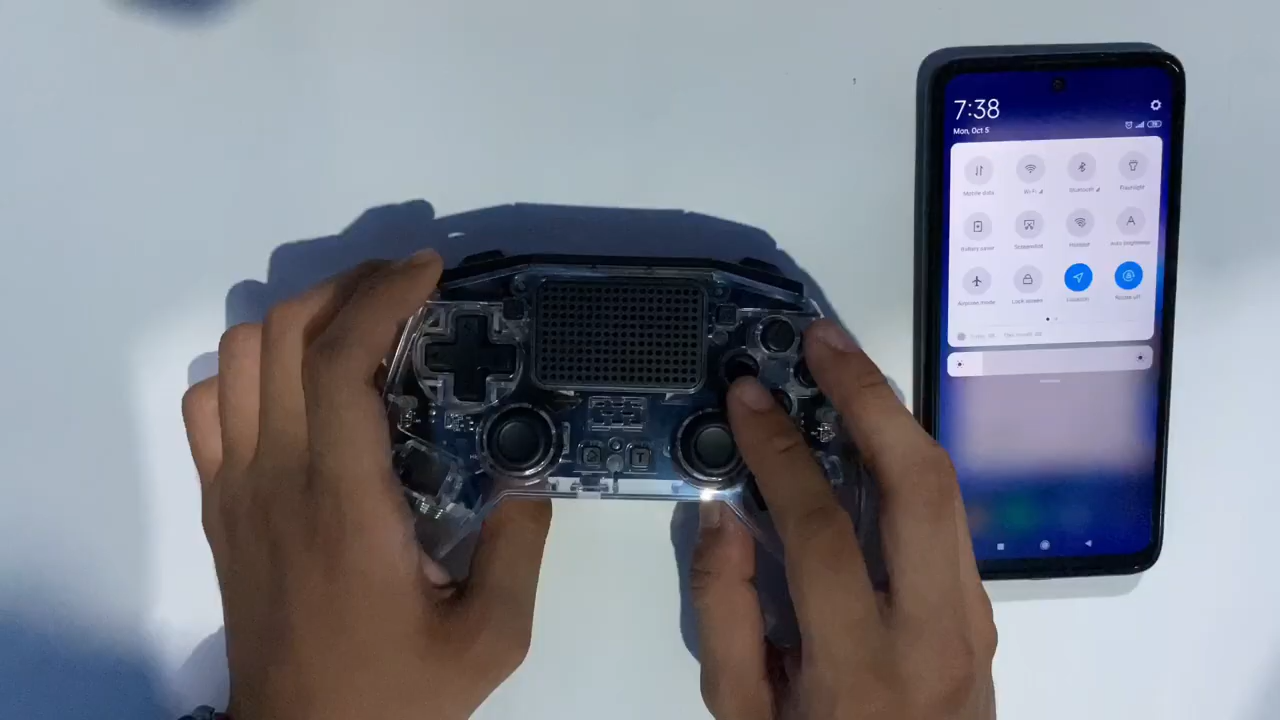 7:38
Mon, Oct 5
Mobile data
Wi-Fi
Bluetooth
Flashlight
Battery saver
Screenshot
Hotspot
Auto brightness
Airplane mode
Lock screen
Location
Rotate off
T